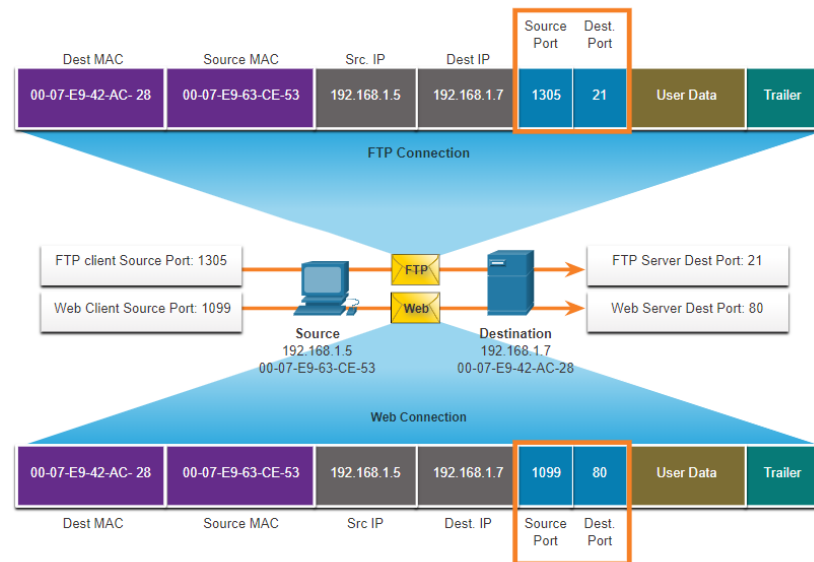 Source Port
Dest. Port
Dest MAC
Source MAC
Src. IP
Dest IP
00-07-E9-42-AC- 28
00-07-E9-63-CE-53
192.168.1.5
192.168.1.7
1305
21
User Data
Trailer
FTP Connection
FTP client Source Port: 1305
FTP
FTP Server Dest Port: 21
Web Client Source Port: 1099
Web
Web Server Dest Port: 80
Source
192.168.1.5
00-07-E9-63-CE-53
Destination
192.168.1.7
00-07-E9-42-AC-28
Web Connection
00-07-E9-42-AC- 28
00-07-E9-63-CE-53
192.168.1.5
192.168.1.7
1099
80
User Data
Trailer
Dest MAC
Source MAC
Src IP
Dest. IP
Source Port
Dest. Port